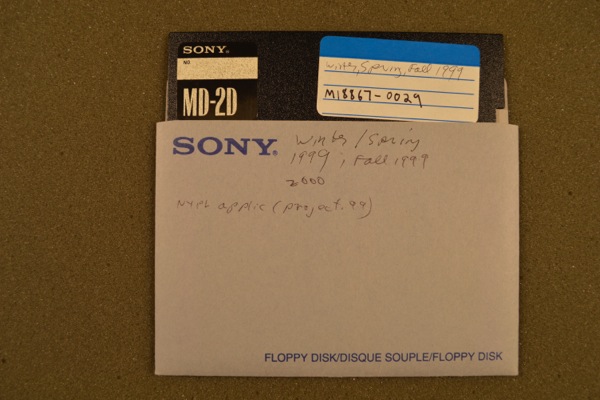 SONY®
NO
MD-2D
Winter, Spring, Fall 1999
M18867-0029
SONY®
Winter/Spring
1999; Fall 1999
2000
NYPL applic (project.99)
FLOPPY DISK/DISQUE SOUPLE/FLOPPY DISK